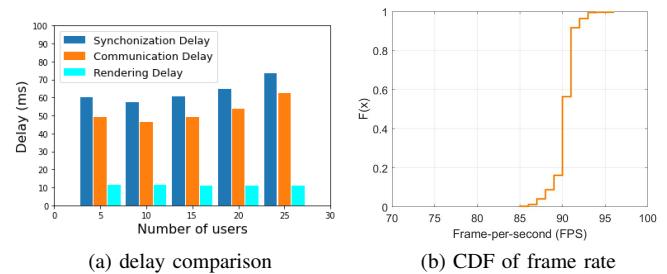 100
90
80
70
60
50
40
30
20
10
0
Delay (ms)
Synchonization Delay
Communication Delay
Rendering Delay
0 5 10 15 20 25 30
Number of users
(a) delay comparison
1
0.8
0.6
0.4
0.2
0
F(x)
70 75 80 85 90 95 100
Frame-per-second (FPS)
(b) CDF of frame rate